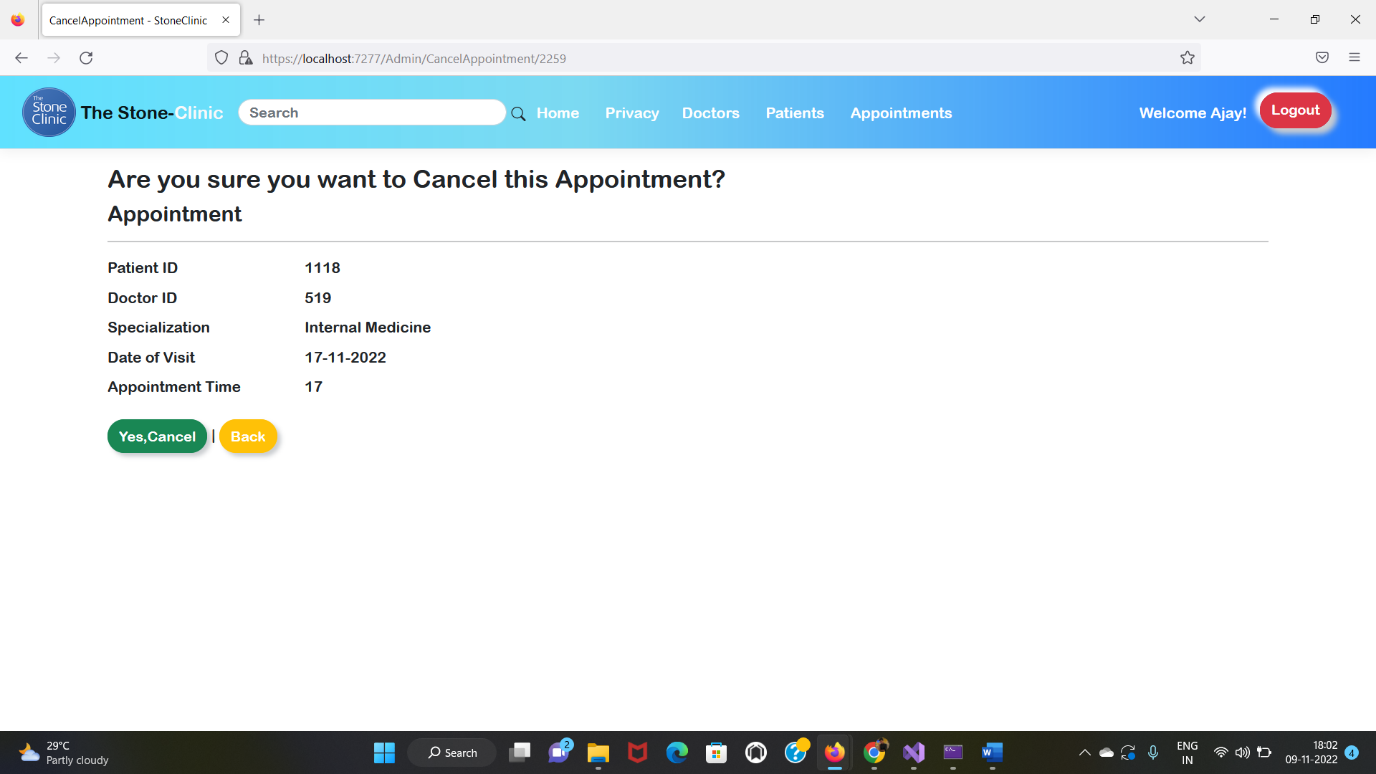 CancelAppointment - StoneClinic
https://localhost:7277/Admin/CancelAppointment/2259
The Stone Clinic
The Stone-Clinic Search Home Privacy Doctors Patients Appointments Welcome Ajay! Logout
Are you sure you want to Cancel this Appointment?
Appointment
Patient ID 1118
Doctor ID 519
Specialization Internal Medicine
Date of Visit 17-11-2022
Appointment Time 17
Yes,Cancel | Back
29°C
Partly cloudy
Search
2
ENG
IN
18:02
09-11-2022
4